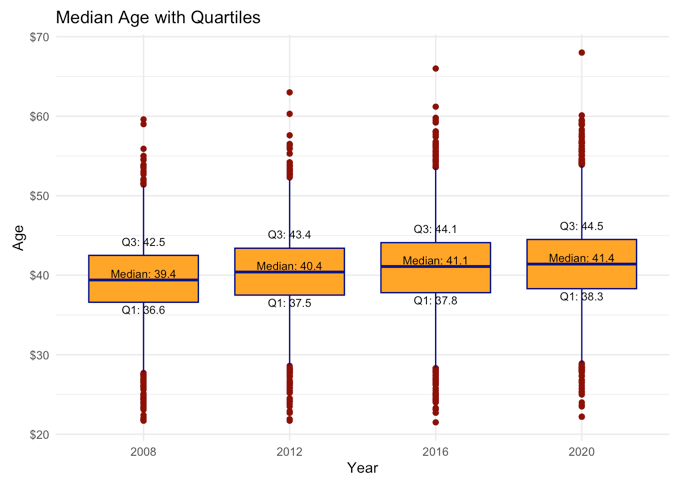 Median Age with Quartiles
$70
$60
$50
$40
$30
$20
Age
Q3: 42.5
Median: 39.4
Q1: 36.6
Q3: 43.4
Median: 40.4
Q1: 37.5
Q3: 44.1
Median: 41.1
Q1: 37.8
Q3: 44.5
Median: 41.4
Q1: 38.3
2008
2012
2016
2020
Year